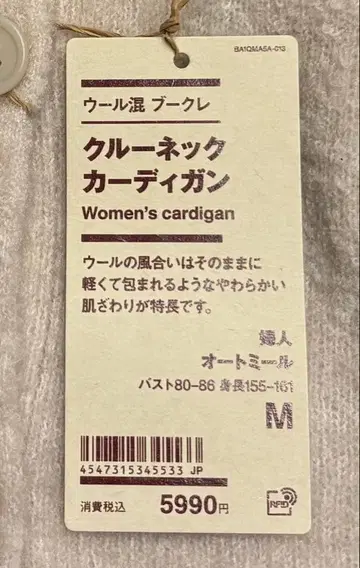 BA1QMA5A-013
ウール混 ブークレ
クルーネック
カーディガン
Women's cardigan
ウールの風合いはそのままに
軽くて包まれるようなやわらかい
肌ざわりが特長です。
婦人
オートミール
バスト80-86 身長155-161
M
4547315345533 JP
消費税込 5990円
RFID